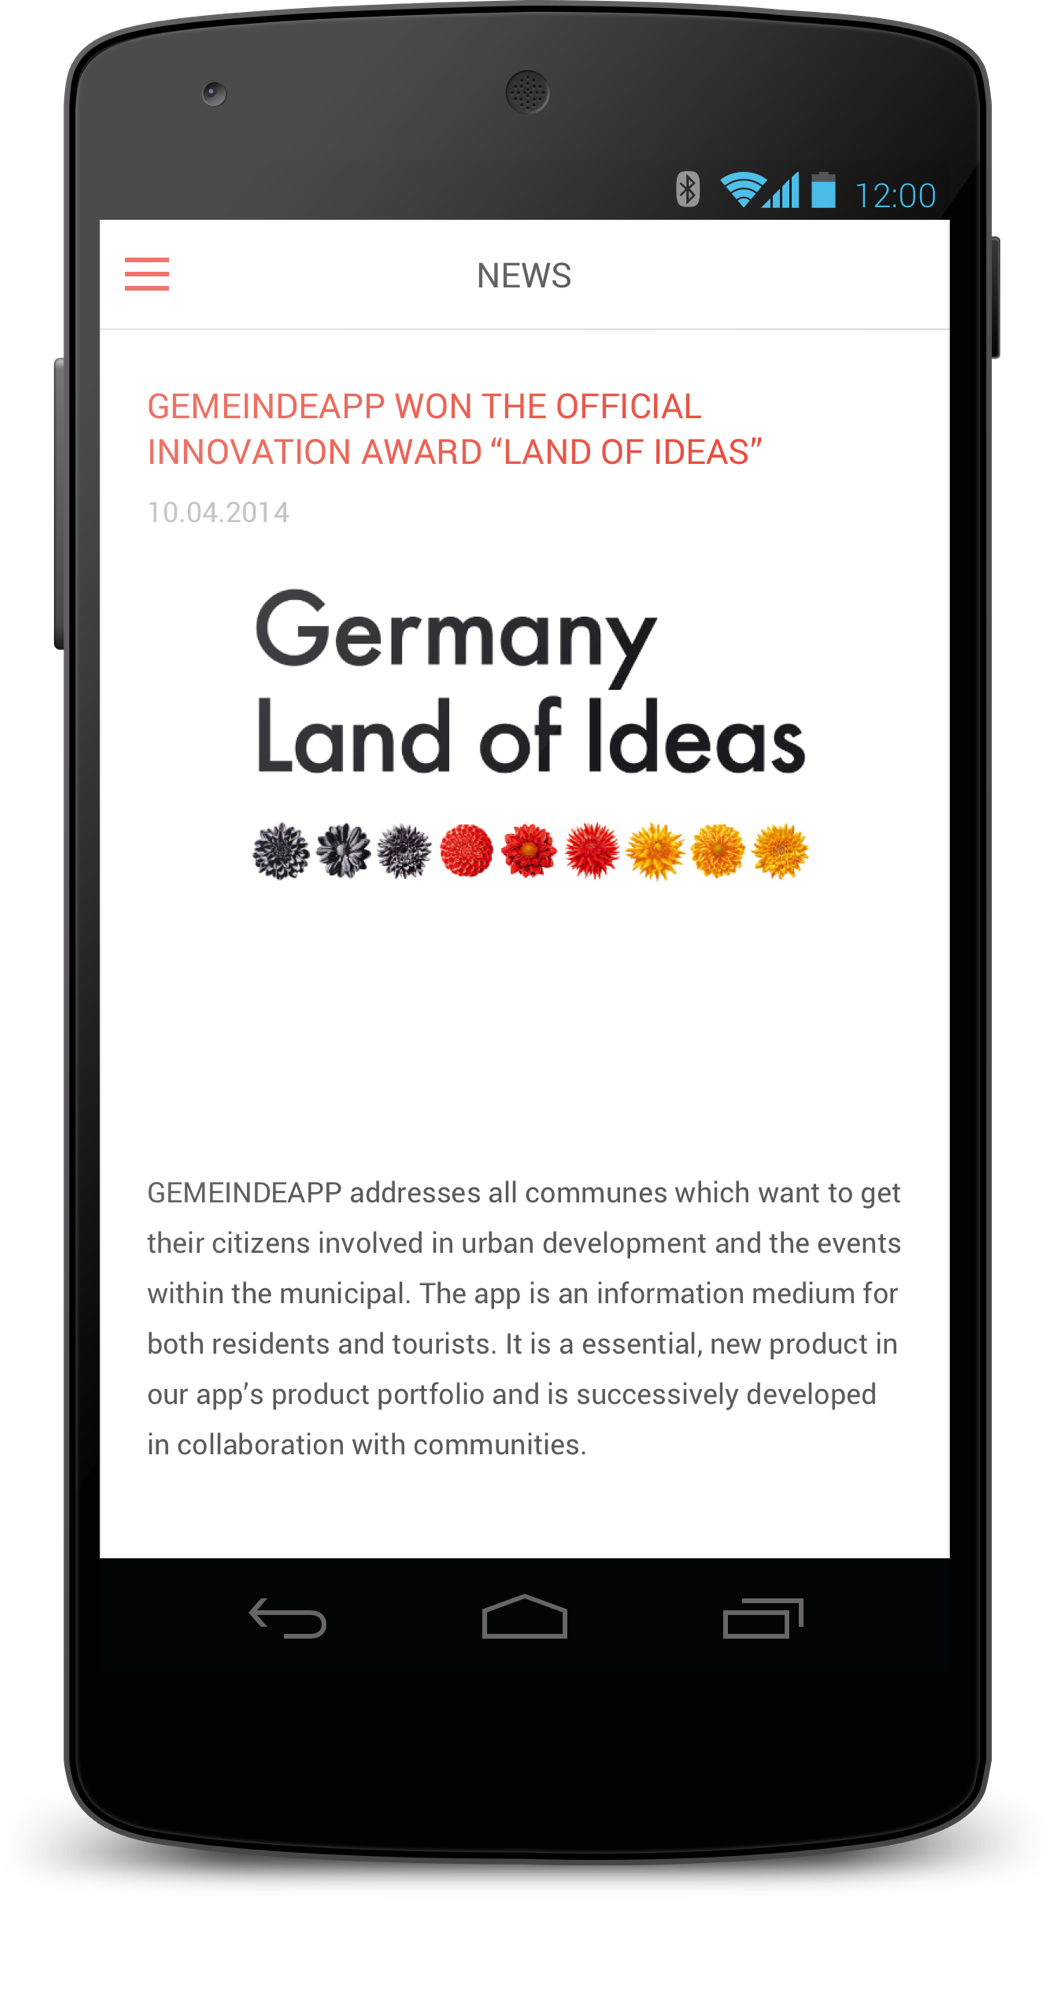 12:00
NEWS
GEMEINDEAPP WON THE OFFICIAL
INNOVATION AWARD “LAND OF IDEAS”
10.04.2014
Germany
Land of Ideas
GEMEINDEAPP addresses all communes which want to get
their citizens involved in urban development and the events
within the municipal. The app is an information medium for
both residents and tourists. It is a essential, new product in
our app’s product portfolio and is successively developed
in collaboration with communities.